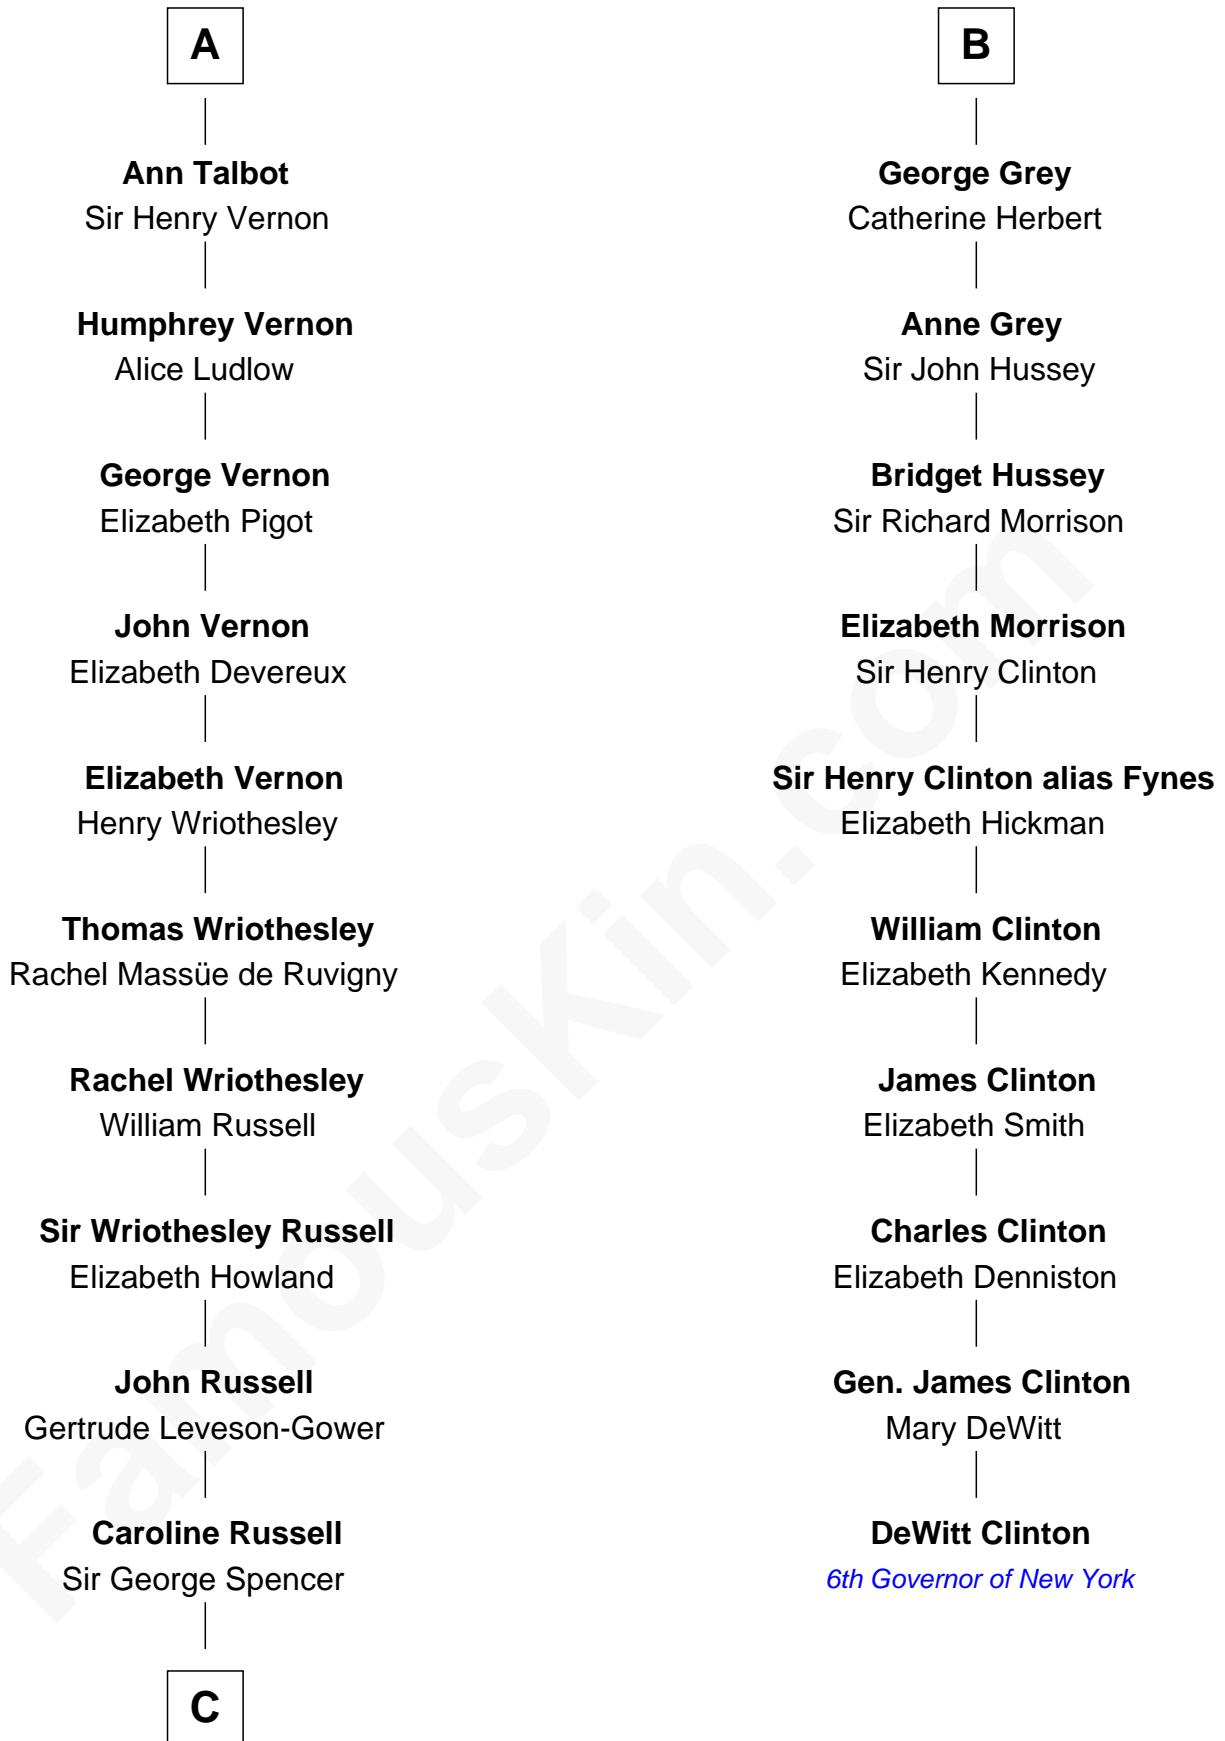 A
Ann Talbot
Sir Henry Vernon
Humphrey Vernon
Alice Ludlow
George Vernon
Elizabeth Pigot
John Vernon
Elizabeth Devereux
Elizabeth Vernon
Henry Wriothesley
Thomas Wriothesley
Rachel Massüe de Ruvigny
Rachel Wriothesley
William Russell
Sir Wriothesley Russell
Elizabeth Howland
John Russell
Gertrude Leveson-Gower
Caroline Russell
Sir George Spencer
C
B
George Grey
Catherine Herbert
Anne Grey
Sir John Hussey
Bridget Hussey
Sir Richard Morrison
Elizabeth Morrison
Sir Henry Clinton
Sir Henry Clinton alias Fynes
Elizabeth Hickman
William Clinton
Elizabeth Kennedy
James Clinton
Elizabeth Smith
Charles Clinton
Elizabeth Denniston
Gen. James Clinton
Mary DeWitt
DeWitt Clinton
6th Governor of New York
FamousKin.com